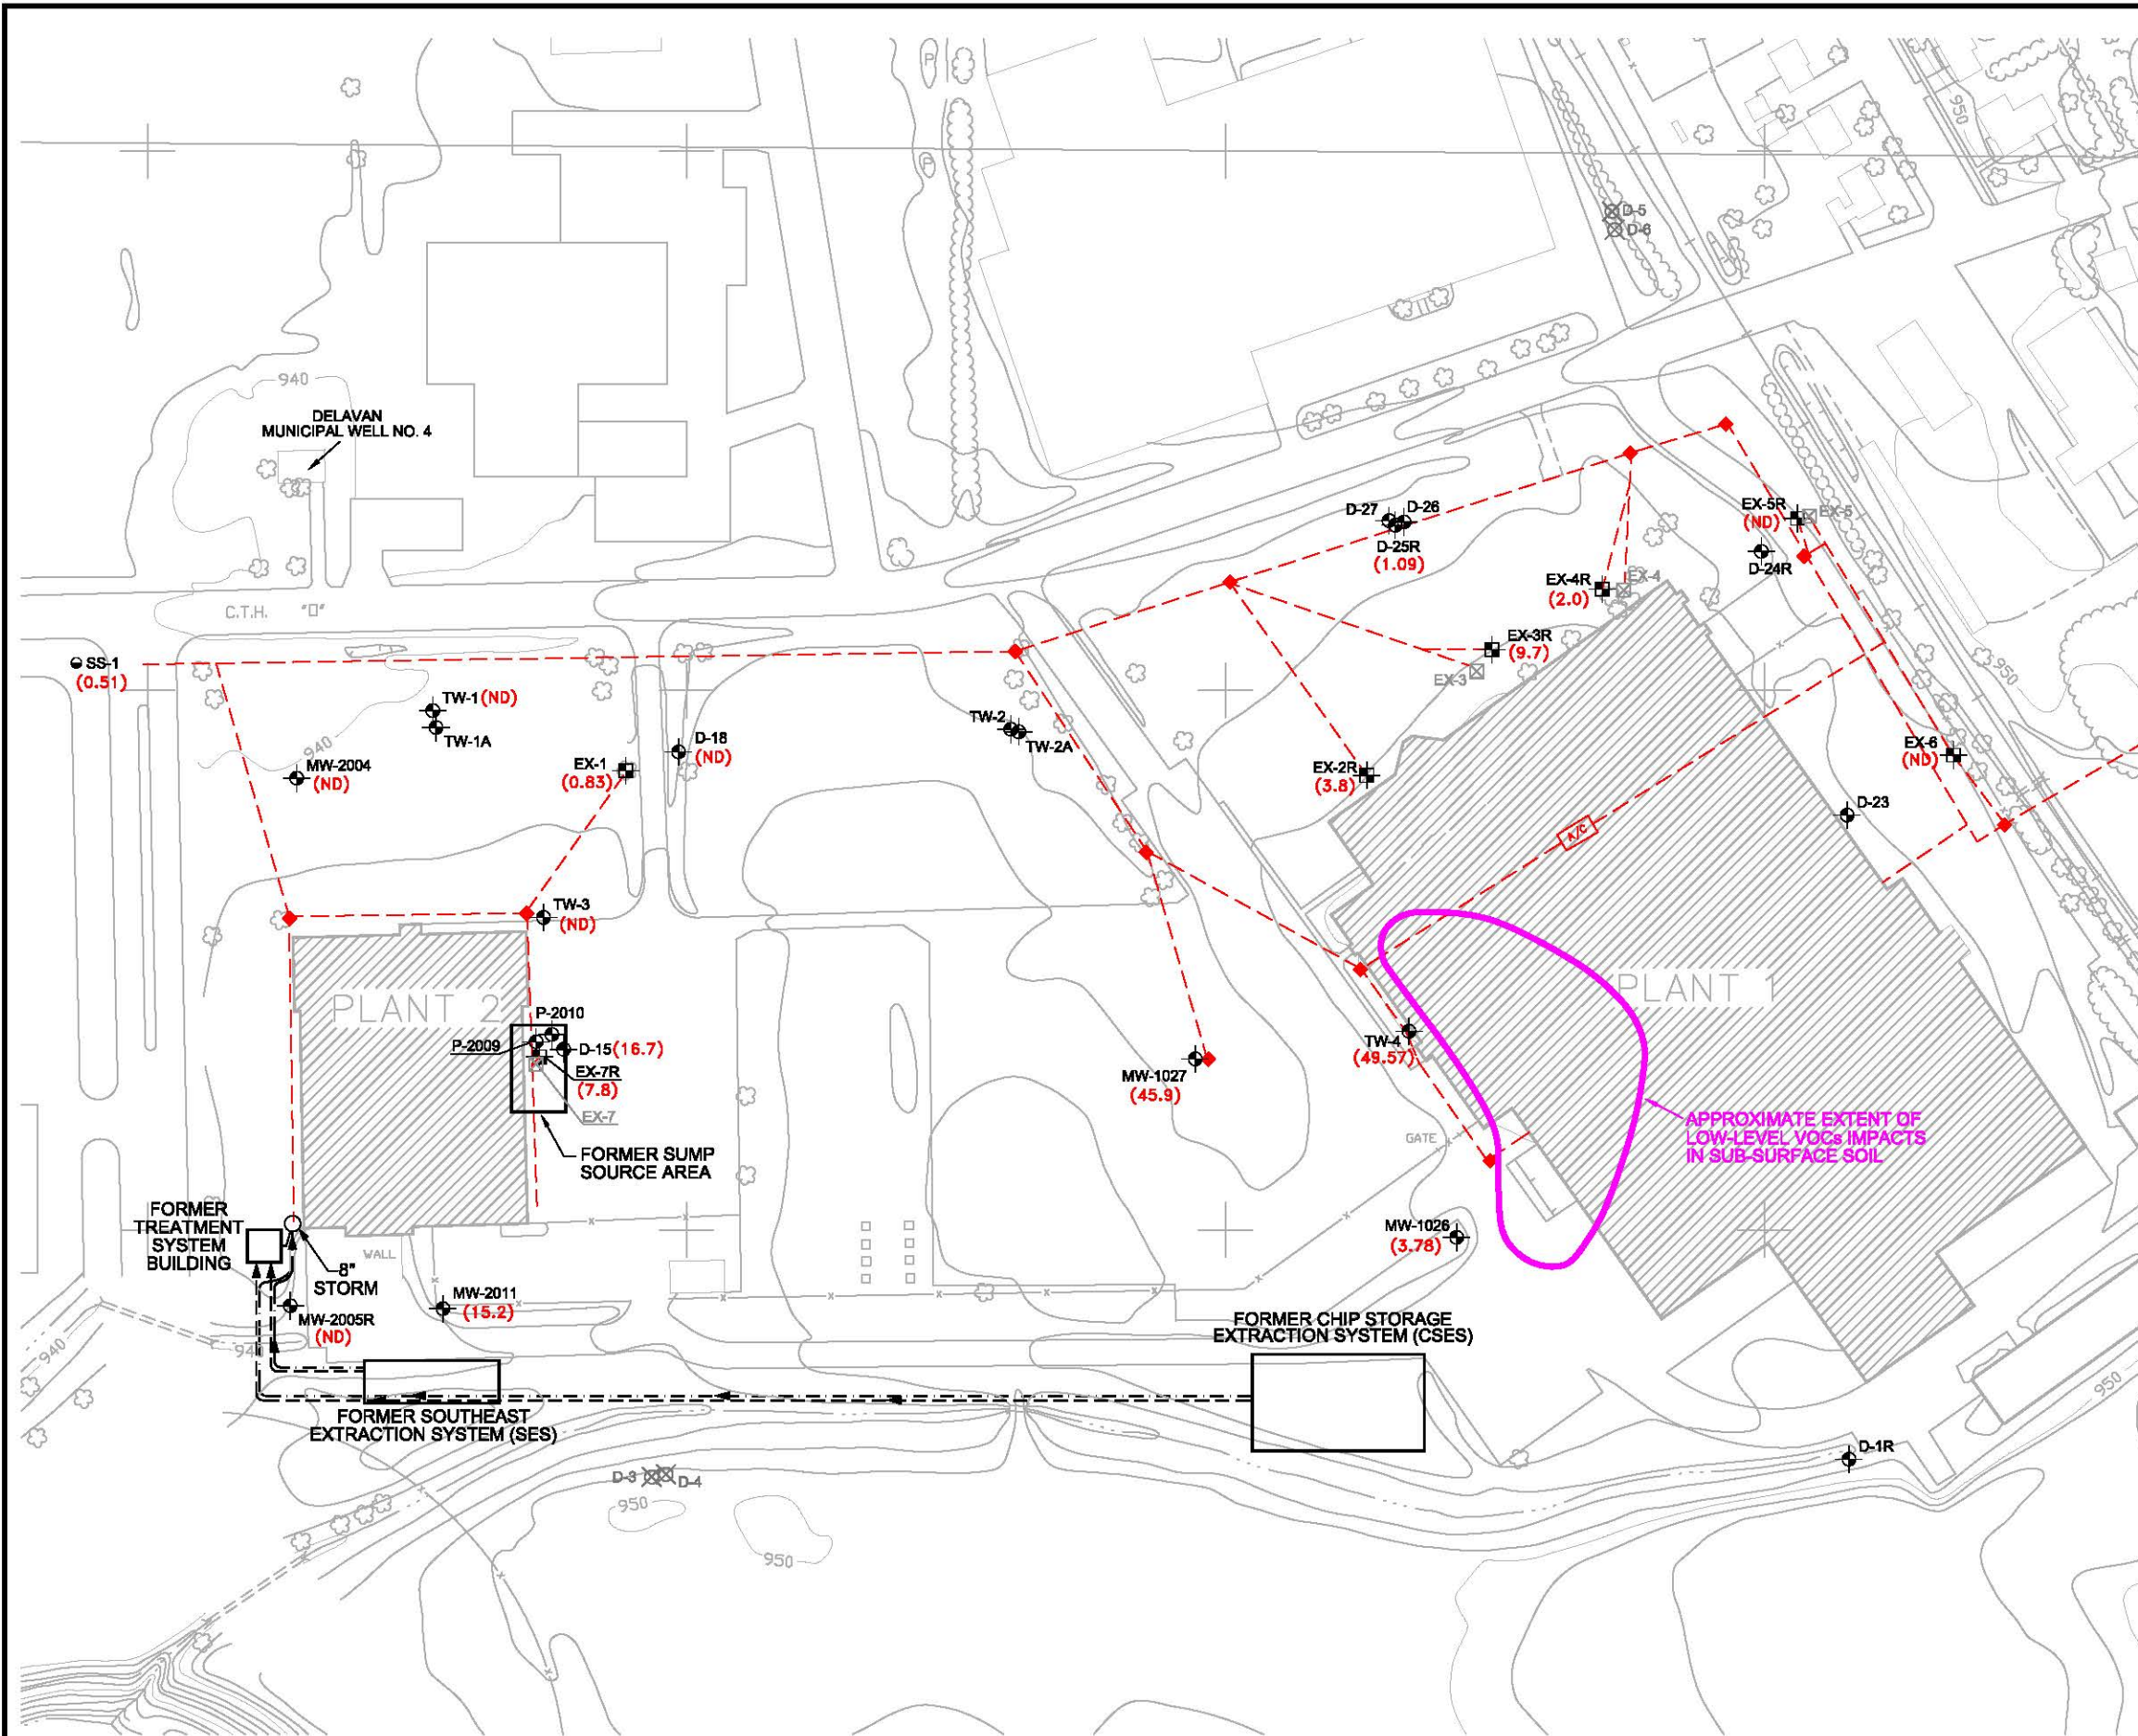 P
P
950
D-5
D-6
940
DELAVAN
MUNICIPAL WELL NO. 4
D-27
D-26
D-25R
(1.09)
EX-5R
(ND)
EX-5
D-24R
EX-4R
(2.0)
EX-4
C.T.H. "O"
SS-1
(0.51)
EX-3R
(9.7)
EX-3
950
TW-1 (ND)
TW-1A
940
MW-2004
(ND)
D-18
(ND)
EX-1
(0.83)
TW-2
TW-2A
EX-2R
(3.8)
EX-6
(ND)
D-23
A/C
TW-3
(ND)
PLANT 2
PLANT 1
P-2010
P-2009
D-15 (16.7)
EX-7R
(7.8)
EX-7
FORMER SUMP
SOURCE AREA
MW-1027
(45.9)
TW-4
(49.57)
APPROXIMATE EXTENT OF
LOW-LEVEL VOCs IMPACTS
IN SUB-SURFACE SOIL
GATE
FORMER
TREATMENT
SYSTEM
BUILDING
WALL
8"
STORM
MW-1026
(3.78)
MW-2005R
(ND)
MW-2011
(15.2)
940
940
FORMER CHIP STORAGE
EXTRACTION SYSTEM (CSES)
950
FORMER SOUTHEAST
EXTRACTION SYSTEM (SES)
D-1R
D-3
D-4
950
950